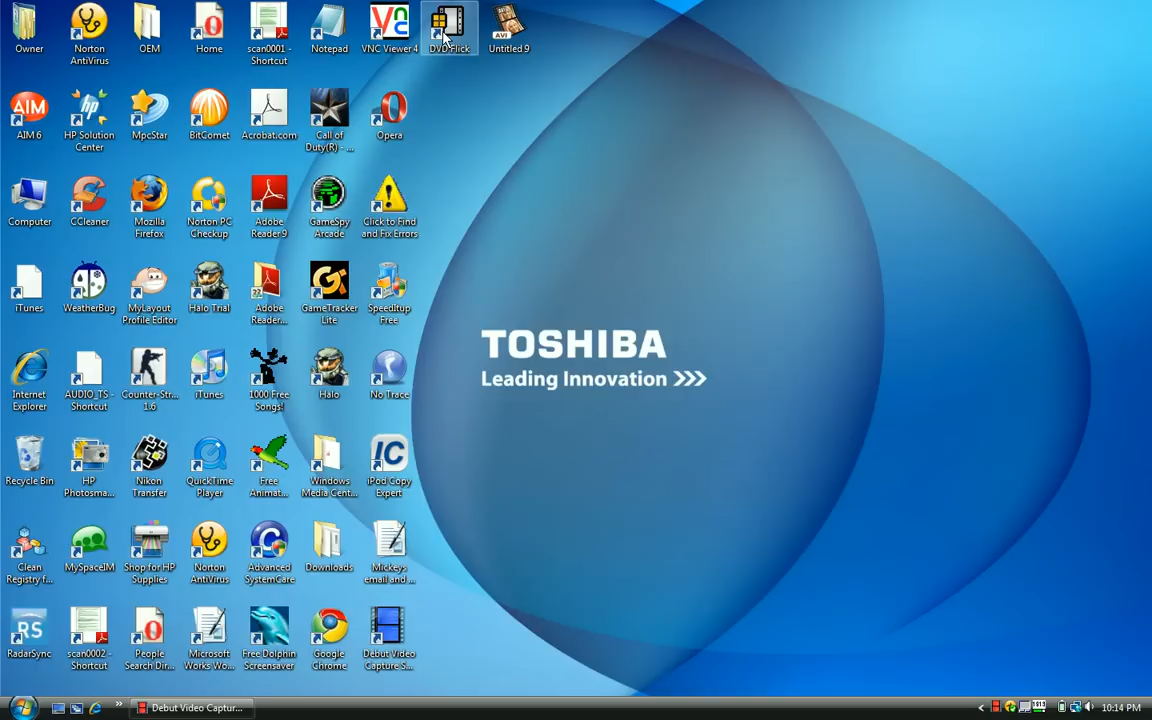 Owner
Norton
AntiVirus
OEM
Home
scan0001 -
Shortcut
Notepad
VNC Viewer 4
DVD Flick
Untitled 9
AVI
AIM
AIM 6
hp
HP Solution
Center
MpcStar
BitComet
Acrobat.com
Call of
Duty(R) - ...
Opera
Computer
CCleaner
Mozilla
Firefox
Norton PC
Checkup
Adobe
Reader 9
GameSpy
Arcade
Click to Find
and Fix Errors
iTunes
WeatherBug
MyLayout
Profile Editor
Halo Trial
Adobe
Reader...
GameTracker
Lite
SpeedItup
Free
TOSHIBA
Leading Innovation >>>
Internet
Explorer
AUDIO_TS -
Shortcut
Counter-Str...
1.6
iTunes
1000 Free
Songs!
Halo
No Trace
Recycle Bin
HP
Photosma...
Nikon
Transfer
QuickTime
Player
Free
Animat...
Windows
Media Cent...
IC
iPod Copy
Expert
Clean
Registry f...
MySpaceIM
Shop for HP
Supplies
Norton
AntiVirus
Advanced
SystemCare
Downloads
Mickeys
email and ...
RS
RadarSync
scan0002 -
Shortcut
People
Search Dir...
Microsoft
Works Wo...
Free Dolphin
Screensaver
Google
Chrome
Debut Video
Capture S...
Debut Video Captur...
10:14 PM